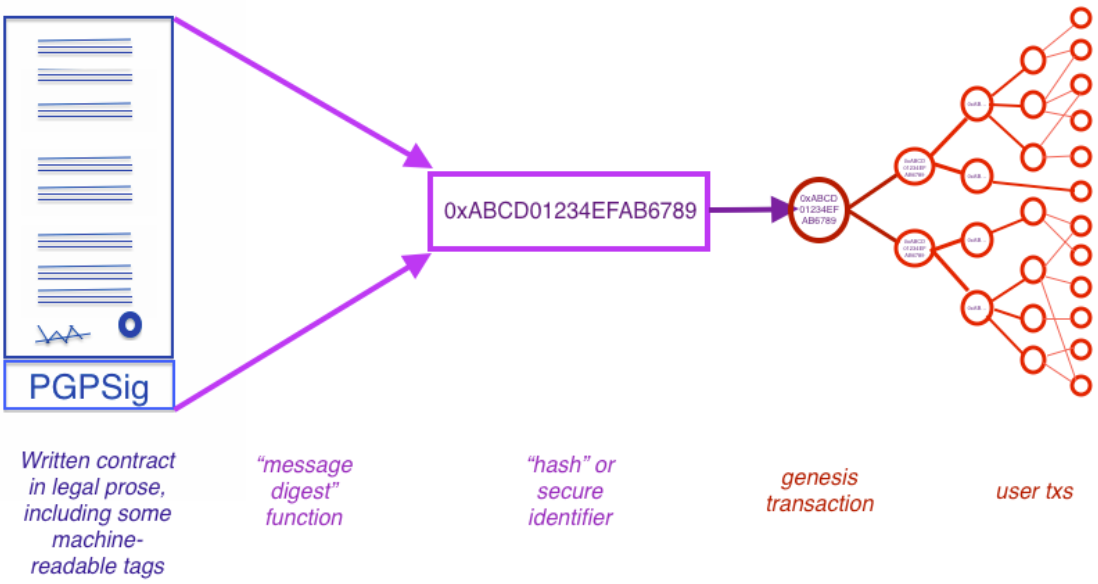 PGPSig
0xABCD01234EFAB6789
0xABCD
01234EF
AB6789
0xABCD
01234EF
AB6789
0xABCD
01234EF
AB6789
0xAB...
0xAB...
0xAB...
0xAB...
Written contract
in legal prose,
including some
machine-
readable tags
“message
digest”
function
“hash” or
secure
identifier
genesis
transaction
user txs